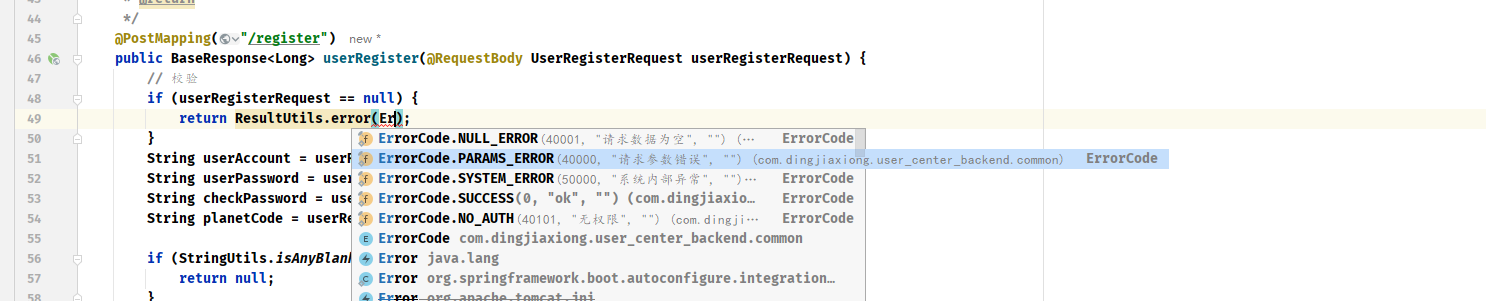 43 * @return
44 */
45 @PostMapping("/register") new *
46 public BaseResponse<Long> userRegister(@RequestBody UserRegisterRequest userRegisterRequest) {
47 // 校验
48 if (userRegisterRequest == null) {
49 return ResultUtils.error(Er);
50 }
ErrorCode.NULL_ERROR(40001, "请求数据为空", "") (… ErrorCode
51 String userAccount = userR
ErrorCode.PARAMS_ERROR(40000, "请求参数错误", "") (com.dingjiaxiong.user_center_backend.common) ErrorCode
52 String userPassword = user
ErrorCode.SYSTEM_ERROR(50000, "系统内部异常", "")… ErrorCode
53 String checkPassword = use
ErrorCode.SUCCESS(0, "ok", "") (com.dingjiaxio… ErrorCode
54 String planetCode = userRe
ErrorCode.NO_AUTH(40101, "无权限", "") (com.dingji… ErrorCode
55
ErrorCode com.dingjiaxiong.user_center_backend.common
56 if (StringUtils.isAnyBlank
Error java.lang
57 return null;
Error org.springframework.boot.autoconfigure.integration…
58 }
Error org.apache.tomcat.jni